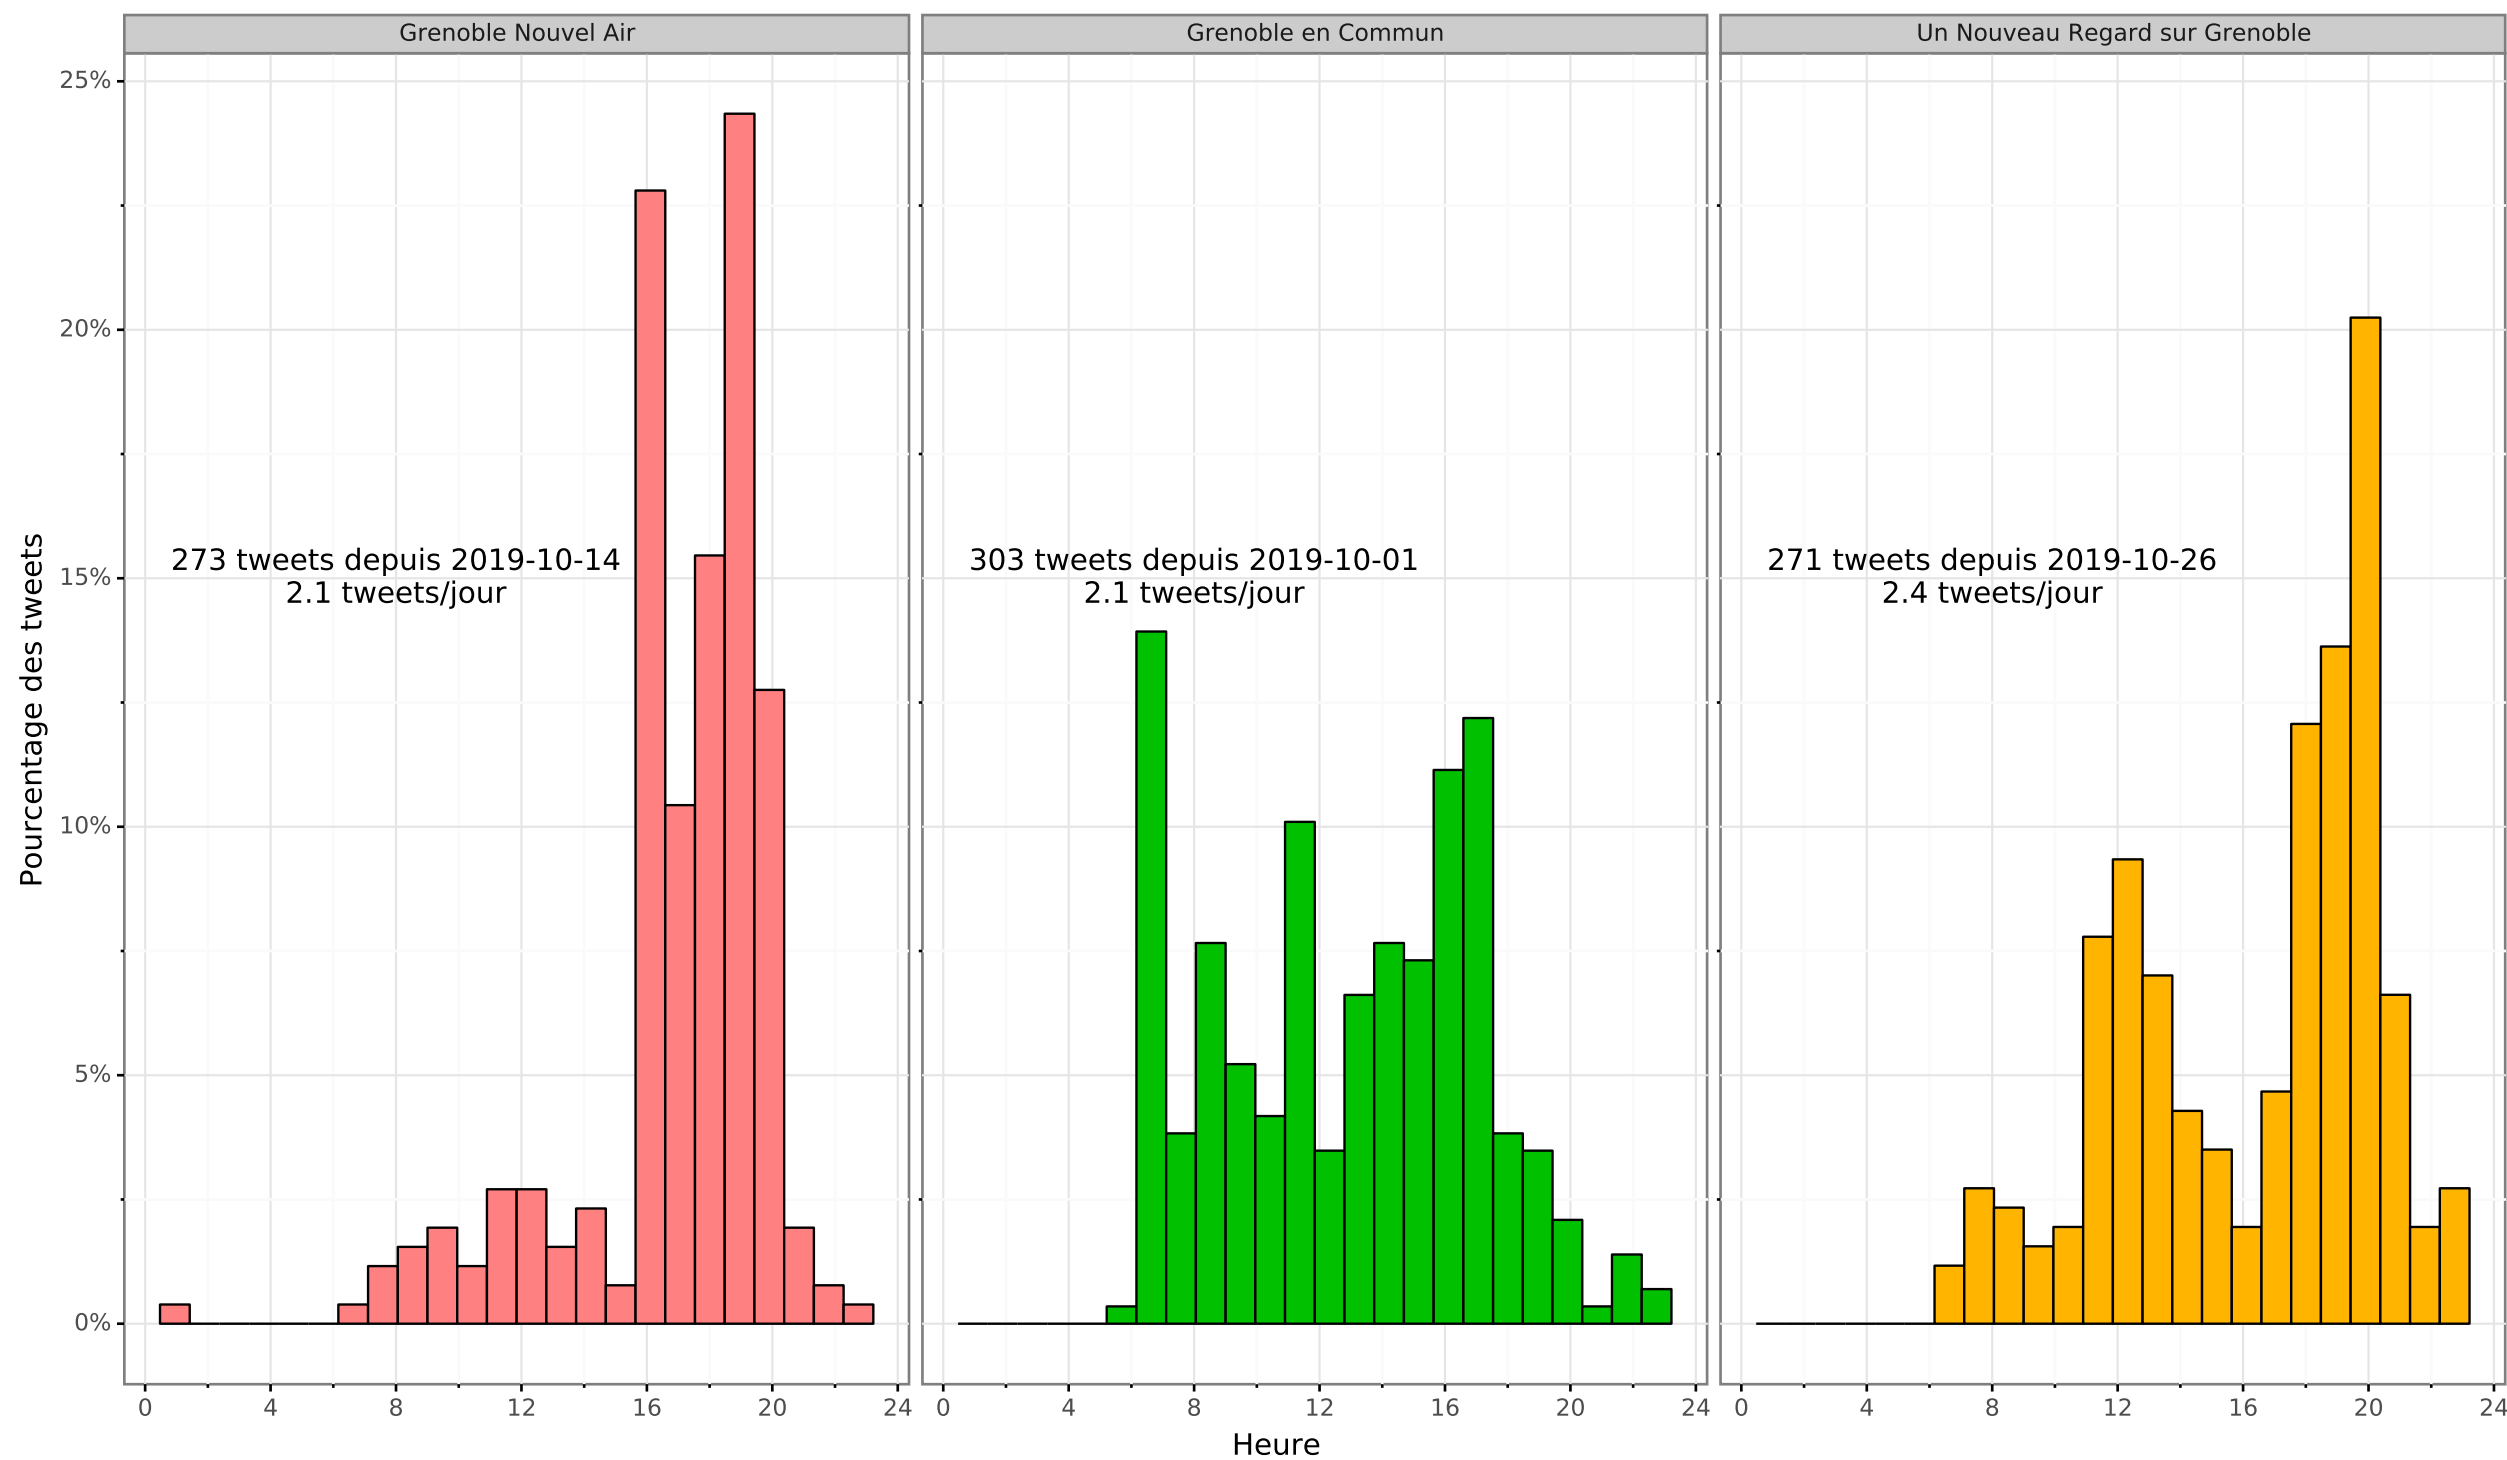 Grenoble Nouvel Air
Grenoble en Commun
Un Nouveau Regard sur Grenoble
25%
20%
15%
10%
5%
0%
Pourcentage des tweets
273 tweets depuis 2019-10-14
2.1 tweets/jour
303 tweets depuis 2019-10-01
2.1 tweets/jour
271 tweets depuis 2019-10-26
2.4 tweets/jour
0 4 8 12 16 20 24
0 4 8 12 16 20 24
0 4 8 12 16 20 24
Heure